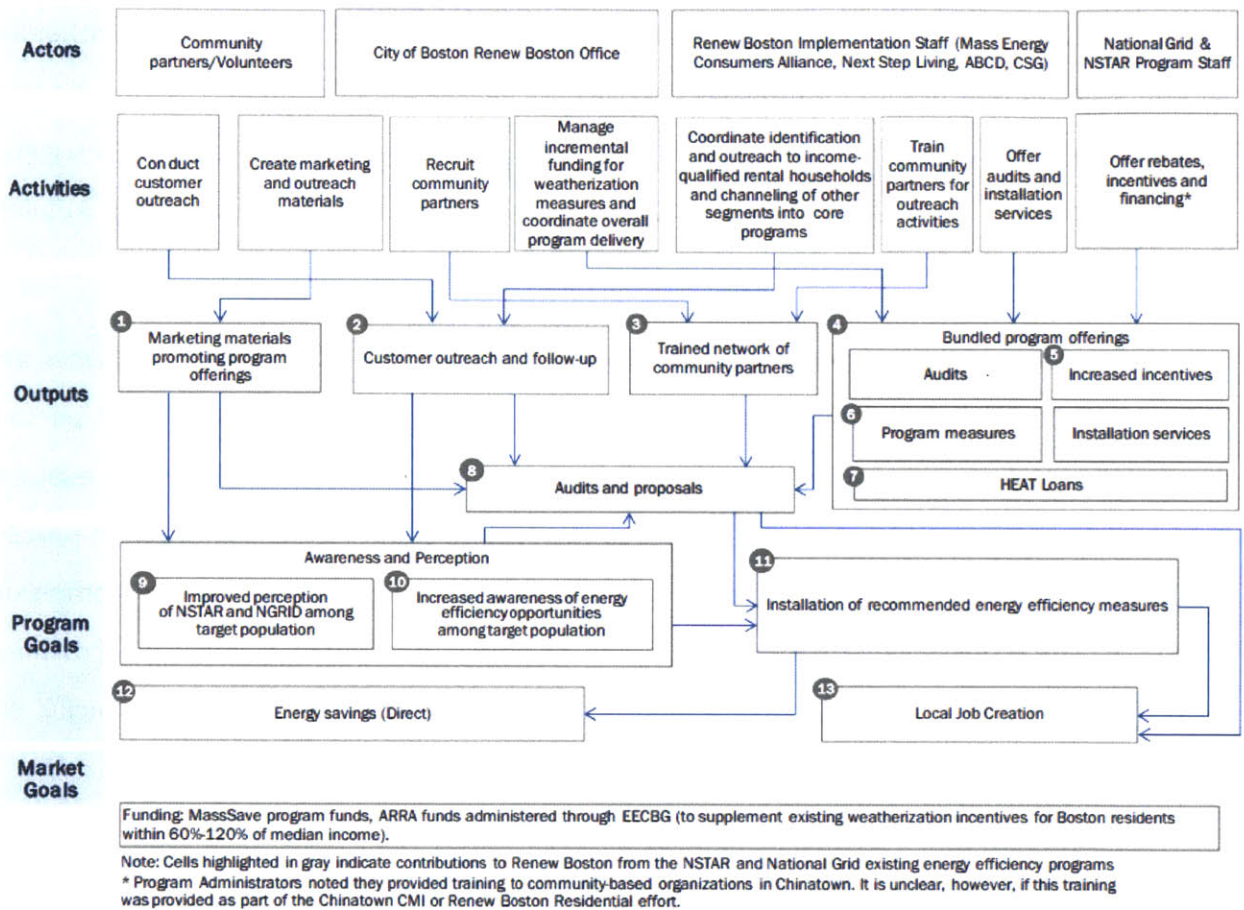 Actors
Community
partners/Volunteers
City of Boston Renew Boston Office
Renew Boston Implementation Staff (Mass Energy
Consumers Alliance, Next Step Living, ABCD, CSG)
National Grid &
NSTAR Program Staff
Activities
Conduct
customer
outreach
Create marketing
and outreach
materials
Recruit
community
partners
Manage
incremental
funding for
weatherization
measures and
coordinate overall
program delivery
Coordinate identification
and outreach to income-
qualified rental households
and channeling of other
segments into core
programs
Train
community
partners for
outreach
activities
Offer
audits and
installation
services
Offer rebates,
incentives and
financing*
Outputs
1
Marketing materials
promoting program
offerings
2
Customer outreach and follow-up
3
Trained network of
community partners
4
Bundled program offerings
Audits
5
Increased incentives
6
Program measures
Installation services
7
HEAT Loans
8
Audits and proposals
Program
Goals
Awareness and Perception
9
Improved perception
of NSTAR and NGRID among
target population
10
Increased awareness of energy
efficiency opportunities
among target population
11
Installation of recommended energy efficiency measures
12
Energy savings (Direct)
13
Local Job Creation
Market
Goals
Funding: MassSave program funds, ARRA funds administered through EECBG (to supplement existing weatherization incentives for Boston residents
within 60%-120% of median income).
Note: Cells highlighted in gray indicate contributions to Renew Boston from the NSTAR and National Grid existing energy efficiency programs
* Program Administrators noted they provided training to community-based organizations in Chinatown. It is unclear, however, if this training
was provided as part of the Chinatown CMI or Renew Boston Residential effort.